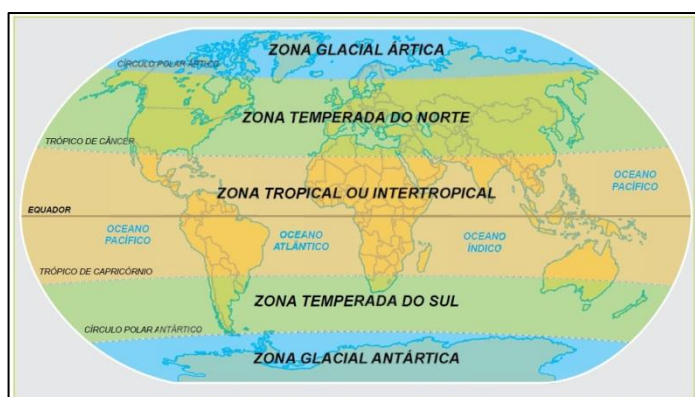 ZONA GLACIAL ÁRTICA
CÍRCULO POLAR ÁRTICO
ZONA TEMPERADA DO NORTE
TRÓPICO DE CÂNCER
OCEANO
PACÍFICO
ZONA TROPICAL OU INTERTROPICAL
EQUADOR
OCEANO
PACÍFICO
OCEANO
ATLÂNTICO
OCEANO
ÍNDICO
TRÓPICO DE CAPRICÓRNIO
ZONA TEMPERADA DO SUL
CÍRCULO POLAR ANTÁRTICO
ZONA GLACIAL ANTÁRTICA